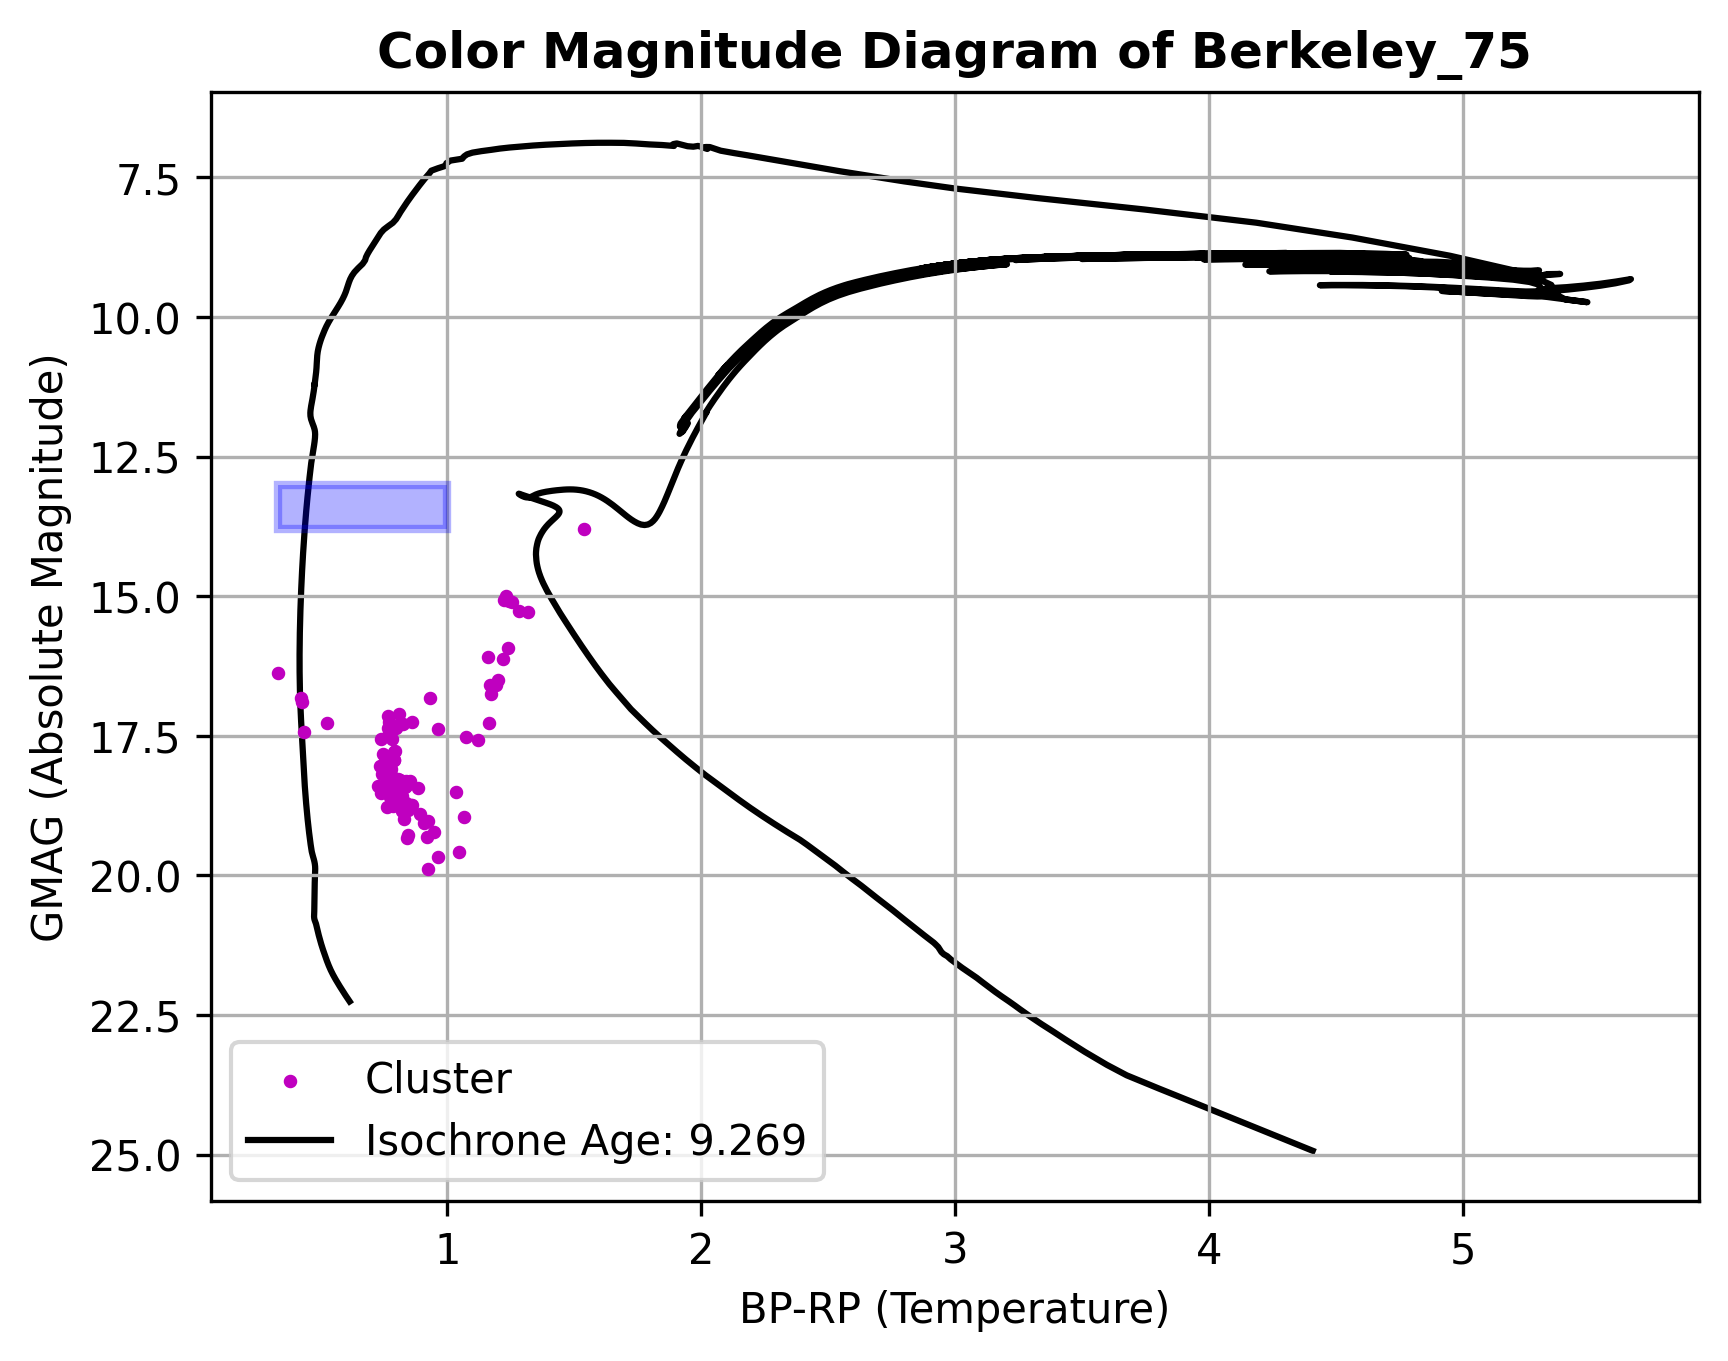 Color Magnitude Diagram of Berkeley_75
GMAG (Absolute Magnitude)
7.5
10.0
12.5
15.0
17.5
20.0
22.5
25.0
Cluster
Isochrone Age: 9.269
1 2 3 4 5
BP-RP (Temperature)